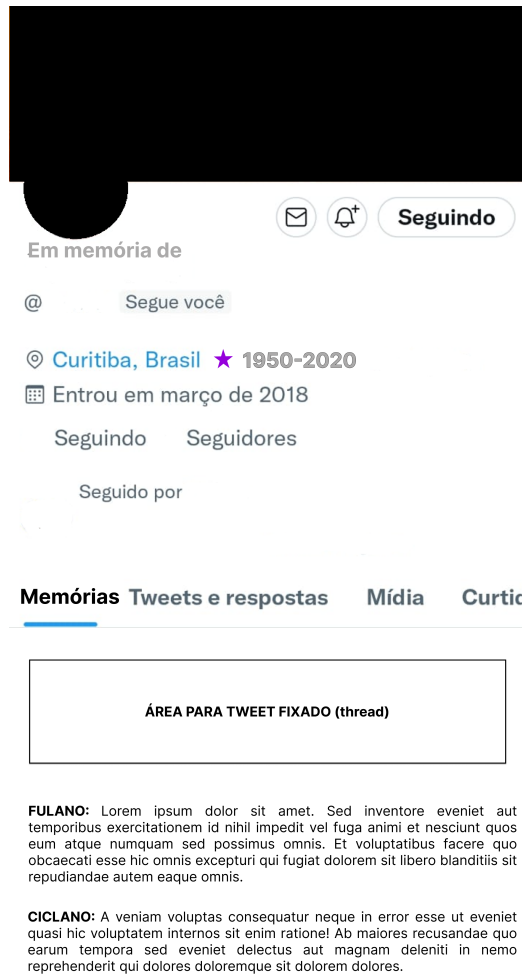 Seguindo
Em memória de
@ Segue você
Curitiba, Brasil ★ 1950-2020
Entrou em março de 2018
Seguindo Seguidores
Seguido por
Memórias Tweets e respostas Mídia Curtid
ÁREA PARA TWEET FIXADO (thread)
FULANO: Lorem ipsum dolor sit amet. Sed inventore eveniet aut
temporibus exercitationem id nihil impedit vel fuga animi et nesciunt quos
eum atque numquam sed possimus omnis. Et voluptatibus facere quo
obcaecati esse hic omnis excepturi qui fugiat dolorem sit libero blanditiis sit
repudiandae autem eaque omnis.
CICLANO: A veniam voluptas consequatur neque in error esse ut eveniet
quasi hic voluptatem internos sit enim ratione! Ab maiores recusandae quo
earum tempora sed eveniet delectus aut magnam deleniti in nemo
reprehenderit qui dolores doloremque sit dolorem dolores.